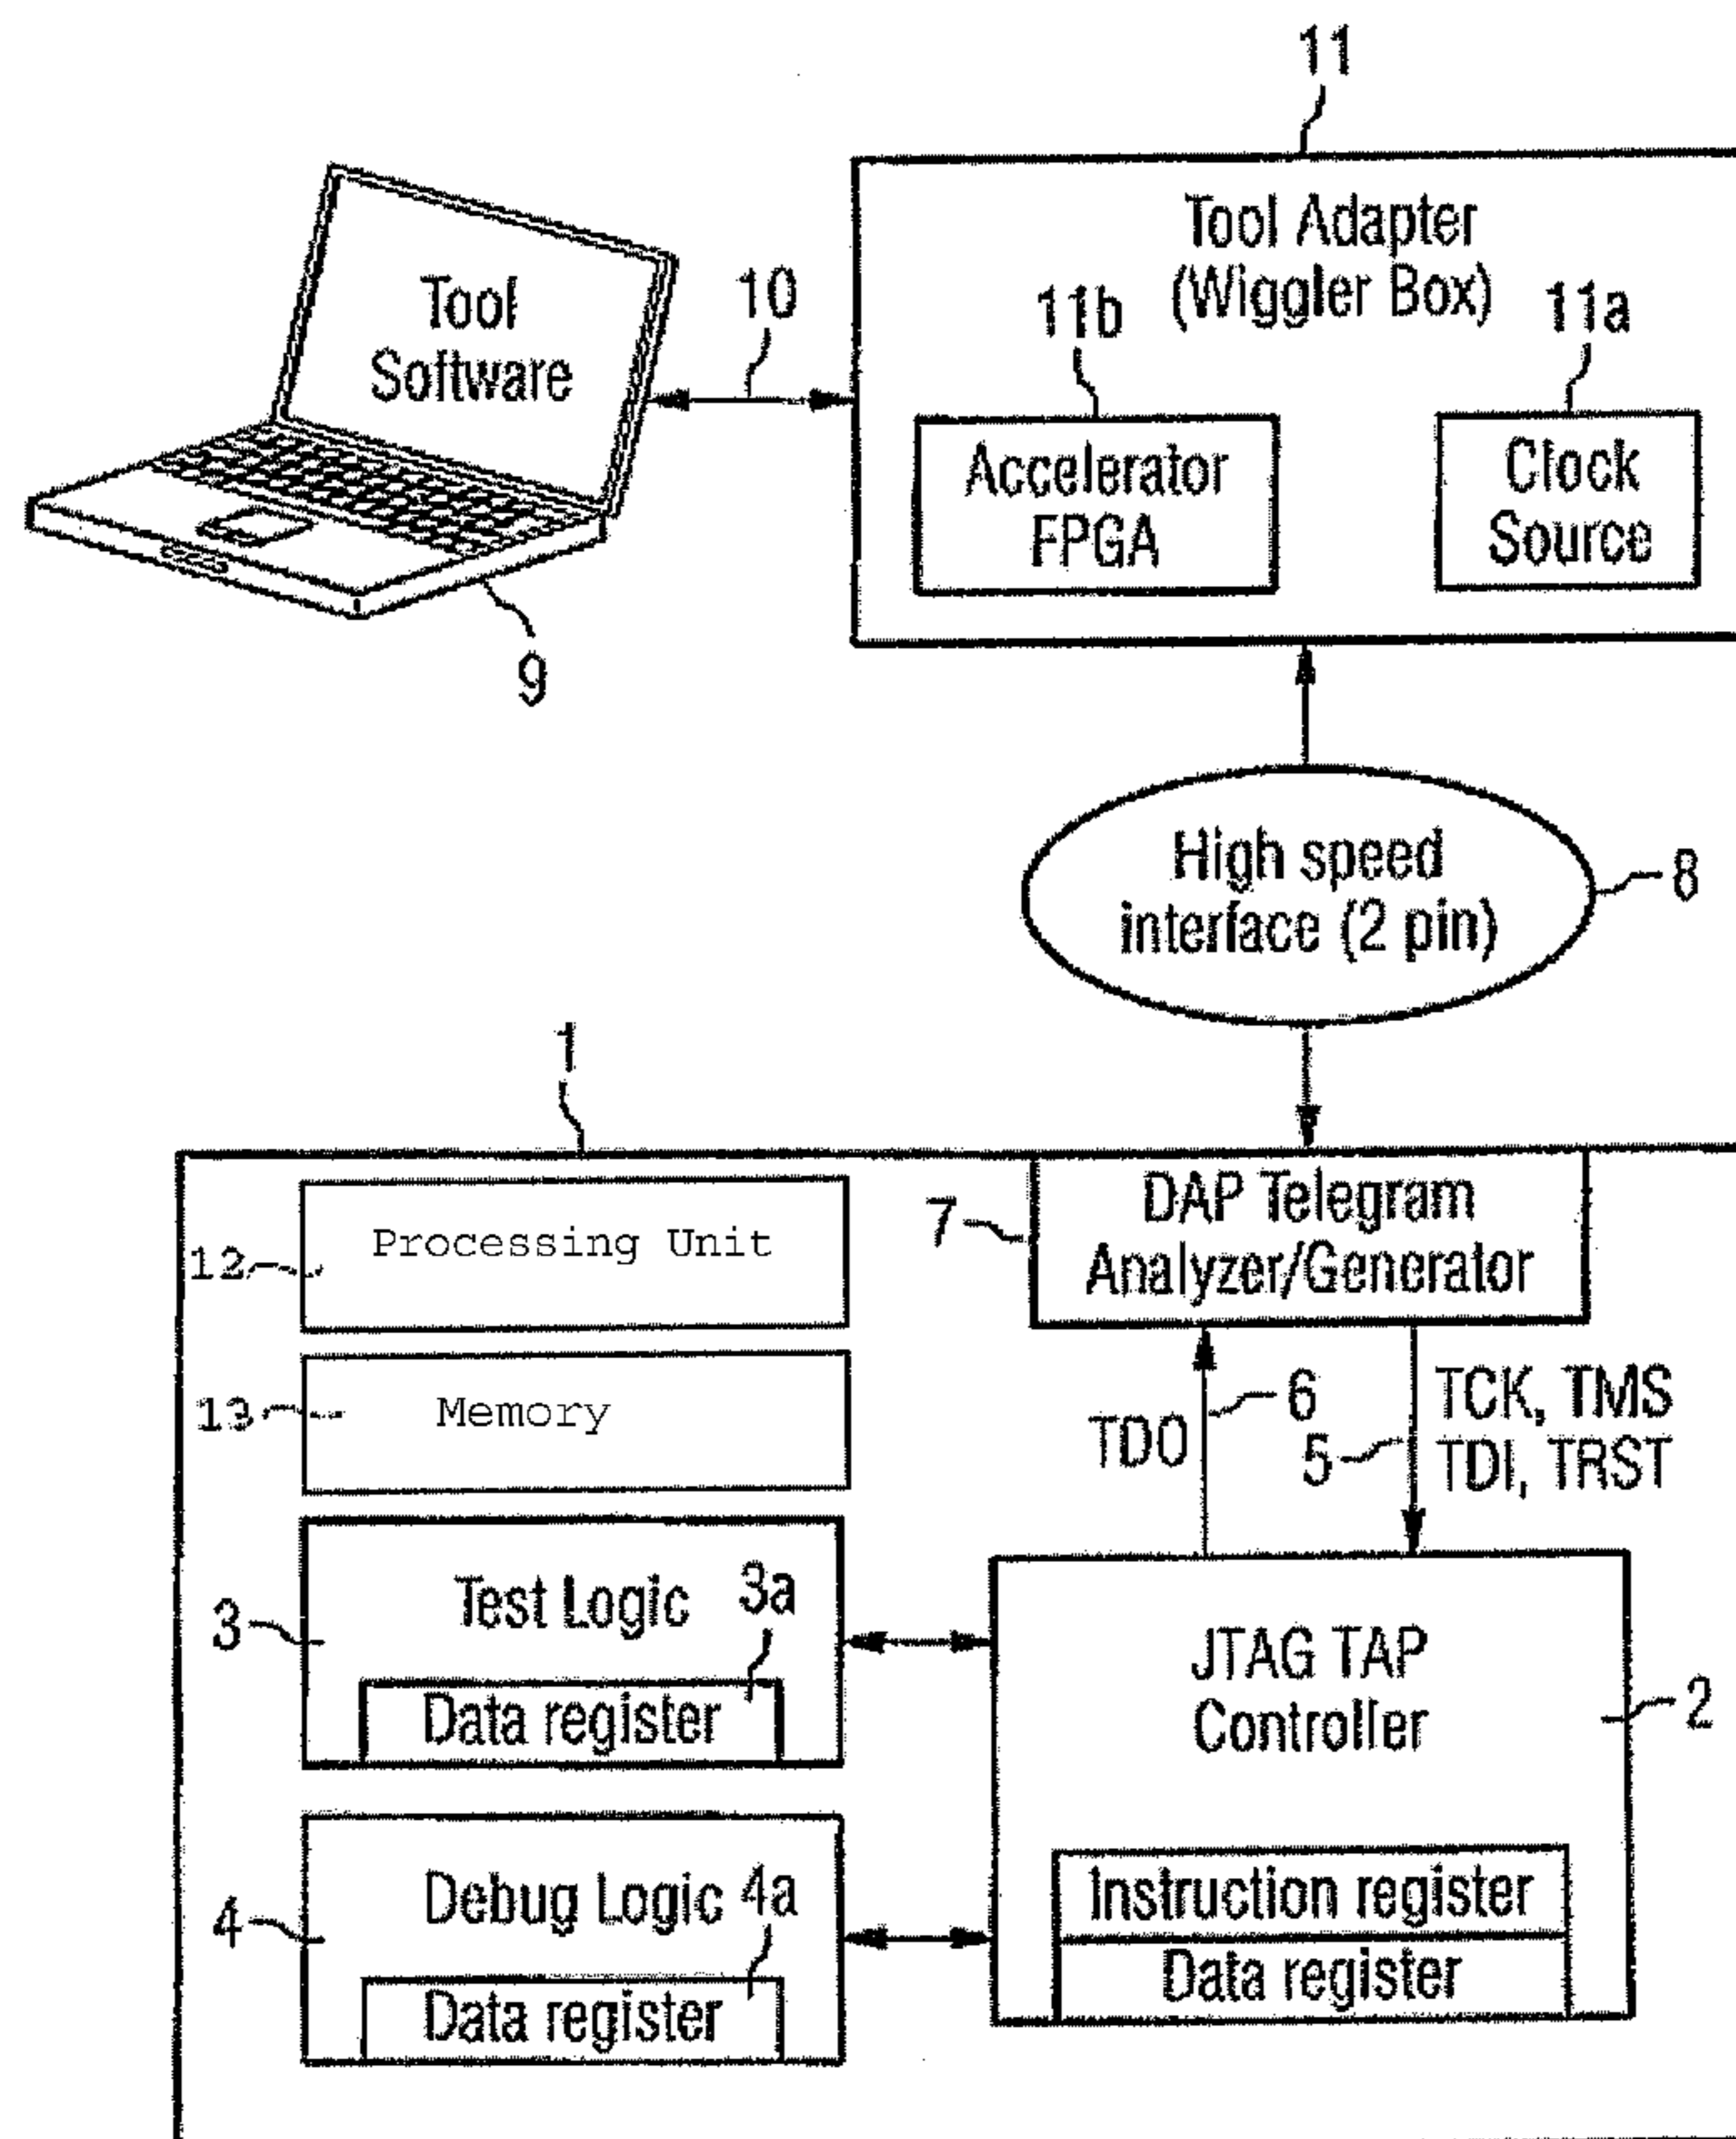 11
Tool Adapter
(Wiggler Box)
11b
11a
Accelerator
FPGA
Clock
Source
Tool
Software
10
9
High speed
interface (2 pin)
8
1
Processing Unit
12
Memory
13
DAP Telegram
Analyzer/Generator
7
TDO
6
5
TCK, TMS
TDI, TRST
Test Logic
3a
3
Data register
JTAG TAP
Controller
2
Instruction register
Data register
Debug Logic
4a
4
Data register